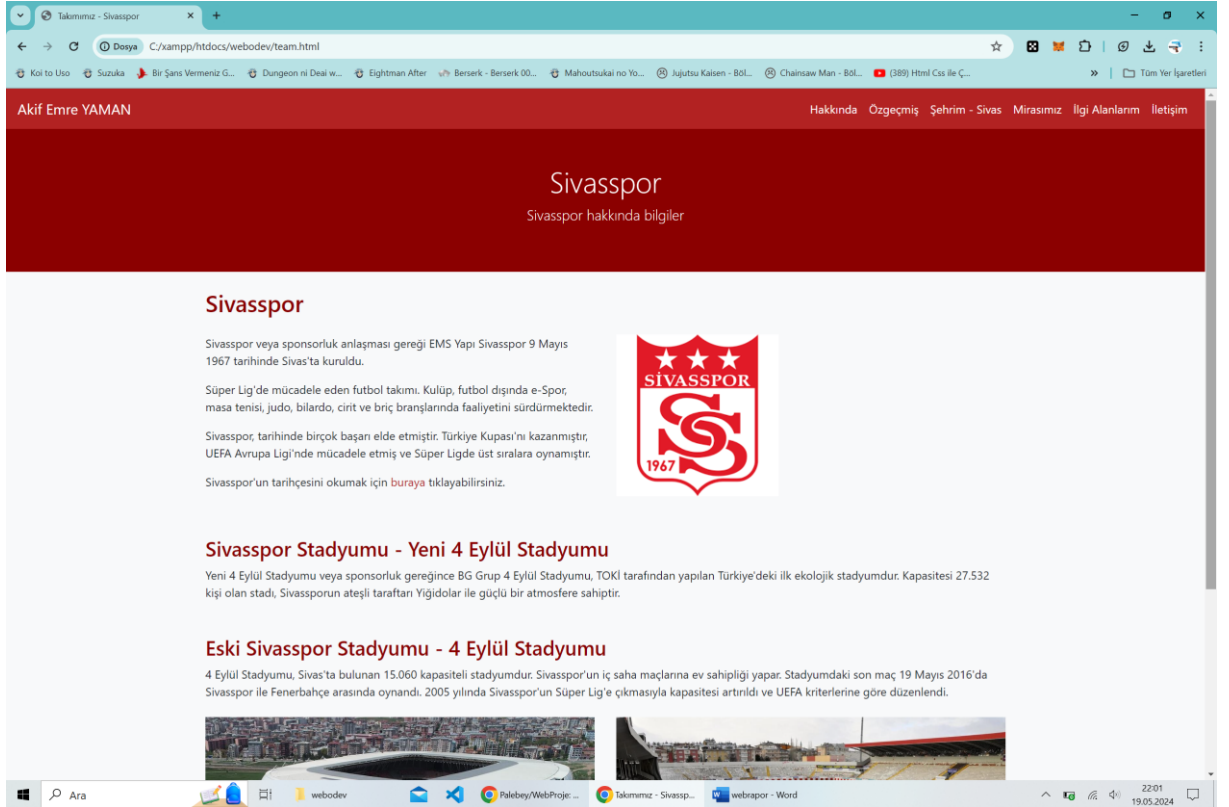 Takımımız - Sivasspor
Dosya C:/xampp/htdocs/webodev/team.html
Koi to Uso Suzuka Bir Şans Vermeniz G... Dungeon ni Deai w... Eightman After Berserk - Berserk 00... Mahoutsukai no Yo... Jujutsu Kaisen - Böl... Chainsaw Man - Böl... (389) Html Css ile Ç... » Tüm Yer İşaretleri
Akif Emre YAMAN Hakkında Özgeçmiş Şehrim - Sivas Mirasımız İlgi Alanlarım İletişim
Sivasspor
Sivasspor hakkında bilgiler
Sivasspor
Sivasspor veya sponsorluk anlaşması gereği EMS Yapı Sivasspor 9 Mayıs
1967 tarihinde Sivas'ta kuruldu.
Süper Lig'de mücadele eden futbol takımı. Kulüp, futbol dışında e-Spor,
masa tenisi, judo, bilardo, cirit ve briç branşlarında faaliyetini sürdürmektedir.
Sivasspor, tarihinde birçok başarı elde etmiştir. Türkiye Kupası'nı kazanmıştır,
UEFA Avrupa Ligi'nde mücadele etmiş ve Süper Ligde üst sıralara oynamıştır.
Sivasspor'un tarihçesini okumak için buraya tıklayabilirsiniz.
SİVASSPOR
SS
1967
Sivasspor Stadyumu - Yeni 4 Eylül Stadyumu
Yeni 4 Eylül Stadyumu veya sponsorluk gereğince BG Grup 4 Eylül Stadyumu, TOKİ tarafından yapılan Türkiye'deki ilk ekolojik stadyumdur. Kapasitesi 27.532
kişi olan stadı, Sivassporun ateşli taraftarı Yiğidolar ile güçlü bir atmosfere sahiptir.
Eski Sivasspor Stadyumu - 4 Eylül Stadyumu
4 Eylül Stadyumu, Sivas'ta bulunan 15.060 kapasiteli stadyumdur. Sivasspor'un iç saha maçlarına ev sahipliği yapar. Stadyumdaki son maç 19 Mayıs 2016'da
Sivasspor ile Fenerbahçe arasında oynandı. 2005 yılında Sivasspor'un Süper Lig'e çıkmasıyla kapasitesi artırıldı ve UEFA kriterlerine göre düzenlendi.
Ara webodev Palebey/WebProje: ... Takımımız - Sivassp... webrapor - Word 22:01
19.05.2024